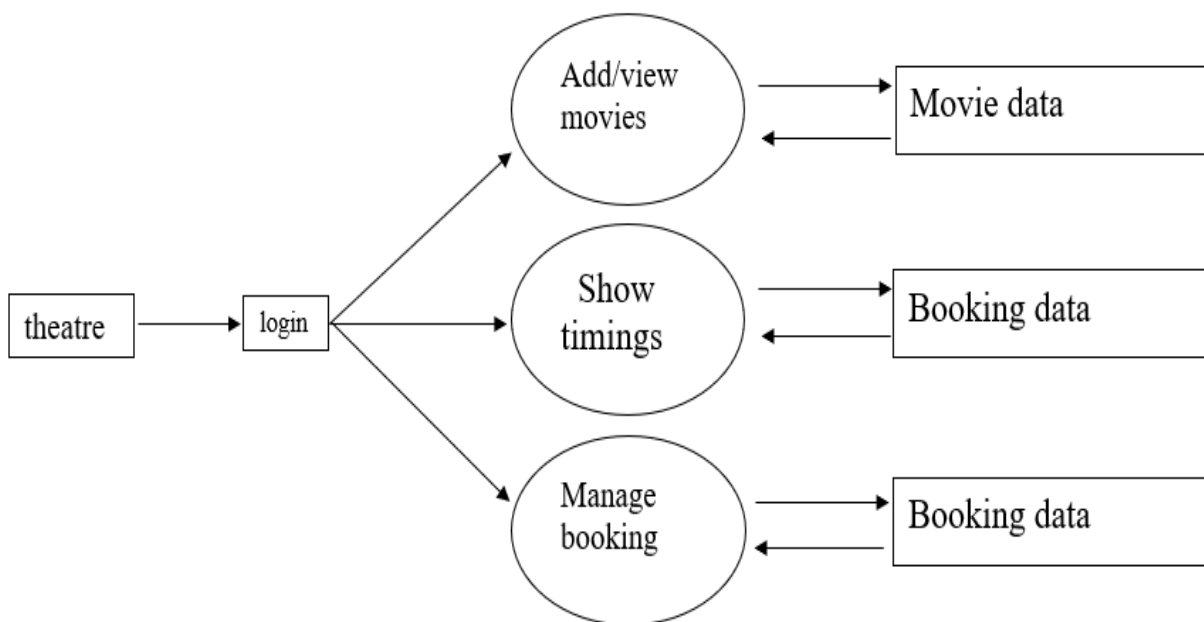 Add/view
movies
Movie data
theatre
login
Show
timings
Booking data
Manage
booking
Booking data